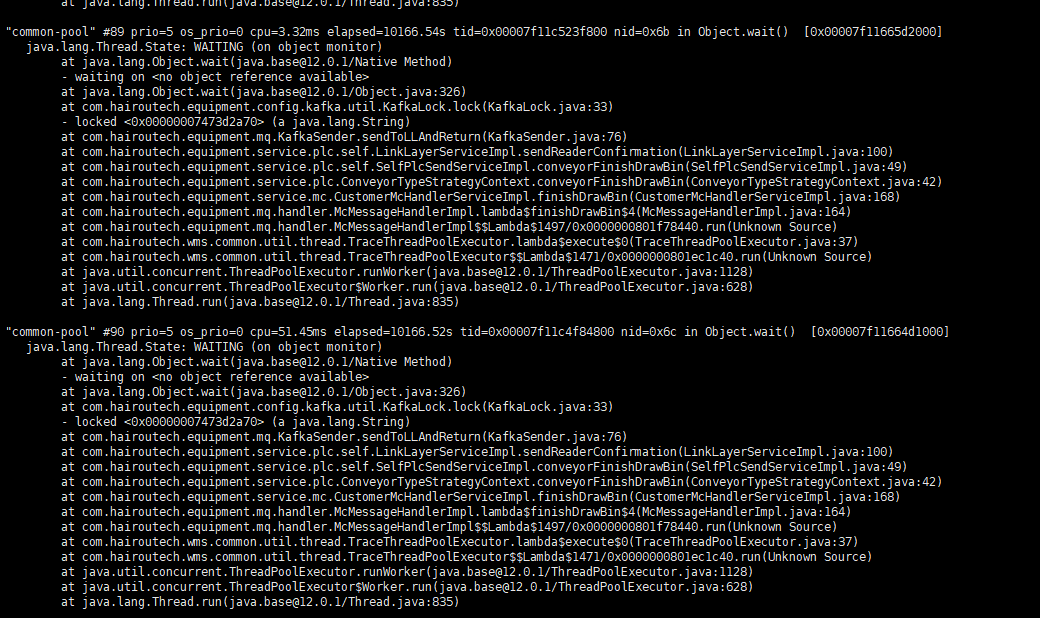 at java.lang.Thread.run(java.base@12.0.1/Thread.java:835)
"common-pool" #89 prio=5 os_prio=0 cpu=3.32ms elapsed=10166.54s tid=0x00007f11c523f800 nid=0x6b in Object.wait()  [0x00007f11665d2000]
java.lang.Thread.State: WAITING (on object monitor)
at java.lang.Object.wait(java.base@12.0.1/Native Method)
- waiting on <no object reference available>
at java.lang.Object.wait(java.base@12.0.1/Object.java:326)
at com.hairoutech.equipment.config.kafka.util.KafkaLock.lock(KafkaLock.java:33)
- locked <0x00000007473d2a70> (a java.lang.String)
at com.hairoutech.equipment.mq.KafkaSender.sendToLLAndReturn(KafkaSender.java:76)
at com.hairoutech.equipment.service.plc.self.LinkLayerServiceImpl.sendReaderConfirmation(LinkLayerServiceImpl.java:100)
at com.hairoutech.equipment.service.plc.self.SelfPlcSendServiceImpl.conveyorFinishDrawBin(SelfPlcSendServiceImpl.java:49)
at com.hairoutech.equipment.service.plc.ConveyorTypeStrategyContext.conveyorFinishDrawBin(ConveyorTypeStrategyContext.java:42)
at com.hairoutech.equipment.service.mc.CustomerMcHandlerServiceImpl.finishDrawBin(CustomerMcHandlerServiceImpl.java:168)
at com.hairoutech.equipment.mq.handler.McMessageHandlerImpl.lambda$finishDrawBin$4(McMessageHandlerImpl.java:164)
at com.hairoutech.equipment.mq.handler.McMessageHandlerImpl$$Lambda$1497/0x0000000801f78440.run(Unknown Source)
at com.hairoutech.wms.common.util.thread.TraceThreadPoolExecutor.lambda$execute$0(TraceThreadPoolExecutor.java:37)
at com.hairoutech.wms.common.util.thread.TraceThreadPoolExecutor$$Lambda$1471/0x0000000801ec1c40.run(Unknown Source)
at java.util.concurrent.ThreadPoolExecutor.runWorker(java.base@12.0.1/ThreadPoolExecutor.java:1128)
at java.util.concurrent.ThreadPoolExecutor$Worker.run(java.base@12.0.1/ThreadPoolExecutor.java:628)
at java.lang.Thread.run(java.base@12.0.1/Thread.java:835)
"common-pool" #90 prio=5 os_prio=0 cpu=51.45ms elapsed=10166.52s tid=0x00007f11c4f84800 nid=0x6c in Object.wait()  [0x00007f11664d1000]
java.lang.Thread.State: WAITING (on object monitor)
at java.lang.Object.wait(java.base@12.0.1/Native Method)
- waiting on <no object reference available>
at java.lang.Object.wait(java.base@12.0.1/Object.java:326)
at com.hairoutech.equipment.config.kafka.util.KafkaLock.lock(KafkaLock.java:33)
- locked <0x00000007473d2a70> (a java.lang.String)
at com.hairoutech.equipment.mq.KafkaSender.sendToLLAndReturn(KafkaSender.java:76)
at com.hairoutech.equipment.service.plc.self.LinkLayerServiceImpl.sendReaderConfirmation(LinkLayerServiceImpl.java:100)
at com.hairoutech.equipment.service.plc.self.SelfPlcSendServiceImpl.conveyorFinishDrawBin(SelfPlcSendServiceImpl.java:49)
at com.hairoutech.equipment.service.plc.ConveyorTypeStrategyContext.conveyorFinishDrawBin(ConveyorTypeStrategyContext.java:42)
at com.hairoutech.equipment.service.mc.CustomerMcHandlerServiceImpl.finishDrawBin(CustomerMcHandlerServiceImpl.java:168)
at com.hairoutech.equipment.mq.handler.McMessageHandlerImpl.lambda$finishDrawBin$4(McMessageHandlerImpl.java:164)
at com.hairoutech.equipment.mq.handler.McMessageHandlerImpl$$Lambda$1497/0x0000000801f78440.run(Unknown Source)
at com.hairoutech.wms.common.util.thread.TraceThreadPoolExecutor.lambda$execute$0(TraceThreadPoolExecutor.java:37)
at com.hairoutech.wms.common.util.thread.TraceThreadPoolExecutor$$Lambda$1471/0x0000000801ec1c40.run(Unknown Source)
at java.util.concurrent.ThreadPoolExecutor.runWorker(java.base@12.0.1/ThreadPoolExecutor.java:1128)
at java.util.concurrent.ThreadPoolExecutor$Worker.run(java.base@12.0.1/ThreadPoolExecutor.java:628)
at java.lang.Thread.run(java.base@12.0.1/Thread.java:835)